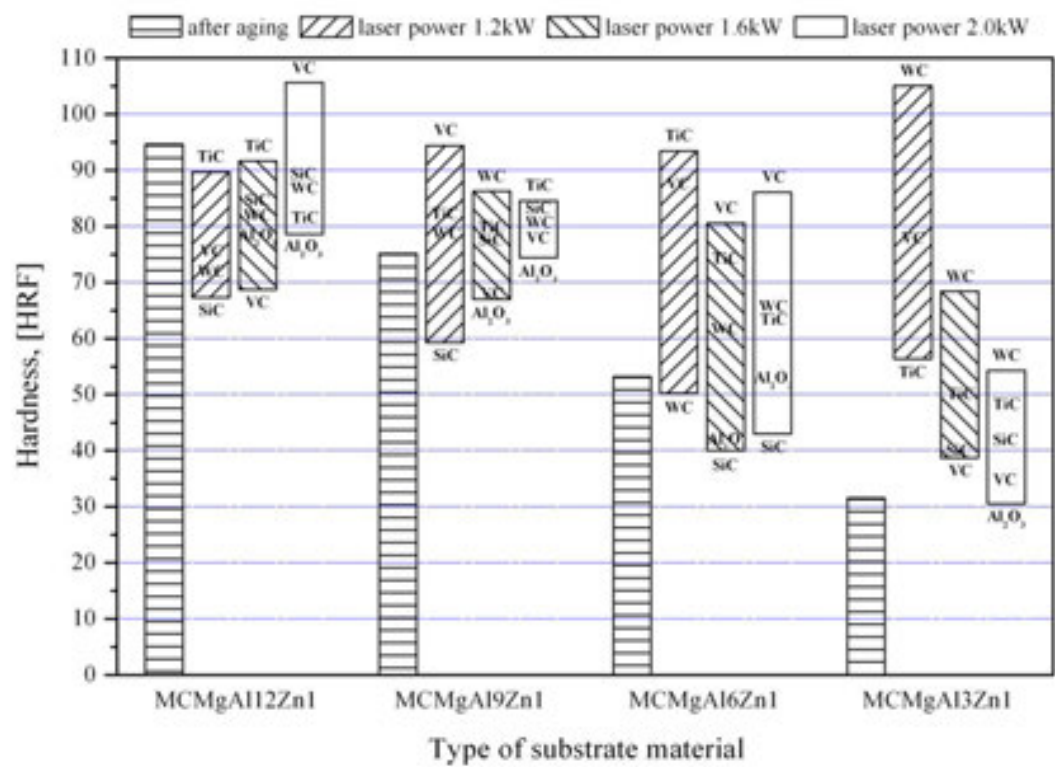 after aging laser power 1.2kW laser power 1.6kW laser power 2.0kW
Hardness, [HRF]
110
100
90
80
70
60
50
40
30
20
10
0
TiC
VC
WC
SiC
TiC
SiC
WC
Al₂O₃
VC
VC
SiC
WC
TiC
Al₂O₃
VC
TiC
WC
SiC
WC
TiC
SiC
VC
Al₂O₃
TiC
SiC
WC
VC
Al₂O₃
TiC
VC
WC
VC
TiC
WC
Al₂O₃
SiC
VC
WC
TiC
Al₂O₃
SiC
WC
VC
TiC
WC
TiC
SiC
VC
WC
TiC
SiC
VC
Al₂O₃
MCMgAl12Zn1 MCMgAl9Zn1 MCMgAl6Zn1 MCMgAl3Zn1
Type of substrate material